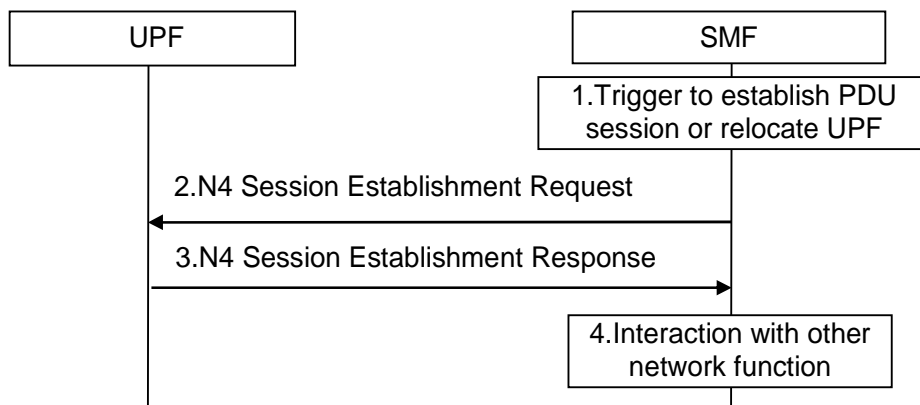 UPF
SMF
1.Trigger to establish PDU
session or relocate UPF
2.N4 Session Establishment Request
3.N4 Session Establishment Response
4.Interaction with other
network function